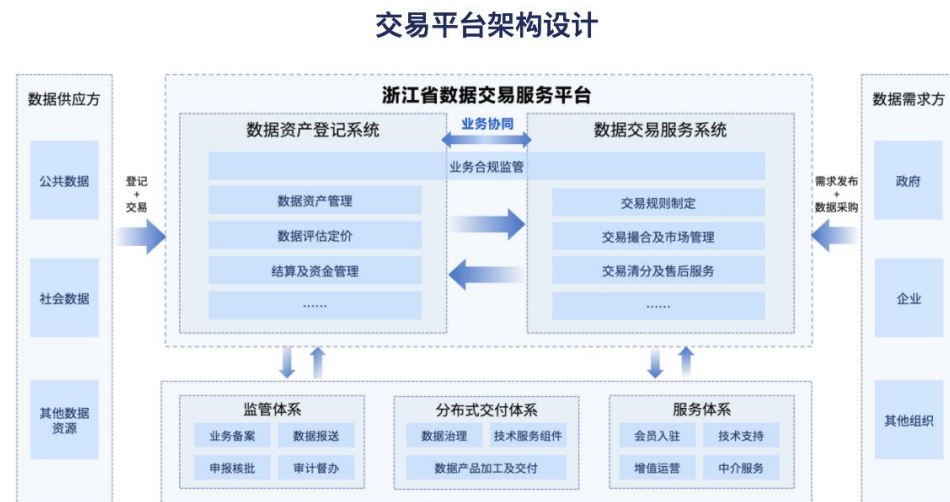 交易平台架构设计
数据供应方
公共数据
社会数据
其他数据
资源
登记
+
交易
浙江省数据交易服务平台
数据资产登记系统
业务协同
数据交易服务系统
业务合规监管
数据资产管理
数据评估定价
结算及资金管理
......
交易规则制定
交易撮合及市场管理
交易清分及售后服务
......
需求发布
+
数据采购
数据需求方
政府
企业
其他组织
监管体系
业务备案
数据报送
申报核批
审计督办
分布式交付体系
数据治理
技术服务组件
数据产品加工及交付
服务体系
会员入驻
技术支持
增值运营
中介服务